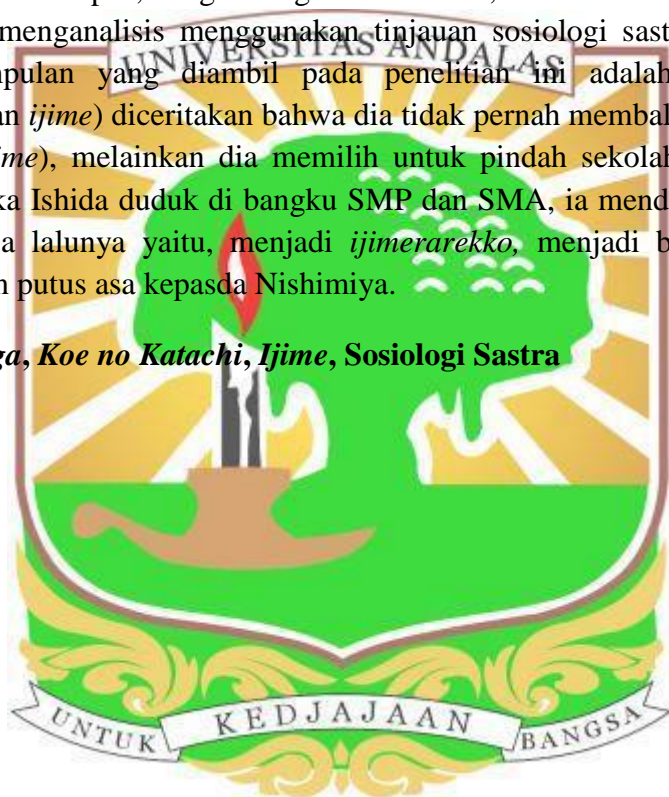 menganalisis menggunakan tinjauan sosiologi sast
UNIVERSITAS ANDALAS
pulan yang diambil pada penelitian ini adalah
an ijime) diceritakan bahwa dia tidak pernah membal
me), melainkan dia memilih untuk pindah sekolah
ka Ishida duduk di bangku SMP dan SMA, ia mend
a lalunya yaitu, menjadi ijimerarekko, menjadi b
n putus asa kepasda Nishimiya.
ga, Koe no Katachi, Ijime, Sosiologi Sastra
UNTUK KEDJAJAAN BANGSA